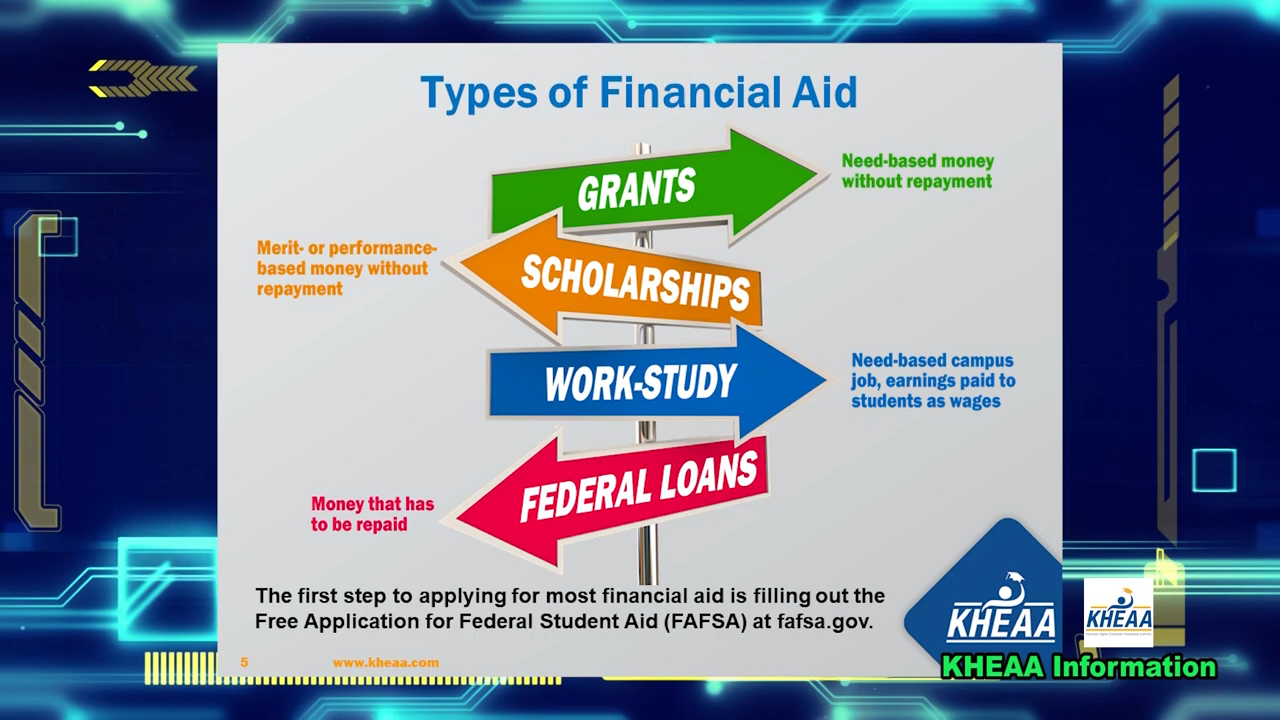 Types of Financial Aid
GRANTS
Need-based money
without repayment
Merit- or performance-
based money without
repayment
SCHOLARSHIPS
WORK-STUDY
Need-based campus
job, earnings paid to
students as wages
FEDERAL LOANS
Money that has
to be repaid
The first step to applying for most financial aid is filling out the
Free Application for Federal Student Aid (FAFSA) at fafsa.gov.
5
www.kheaa.com
KHEAA
KHEAA
KHEAA Information